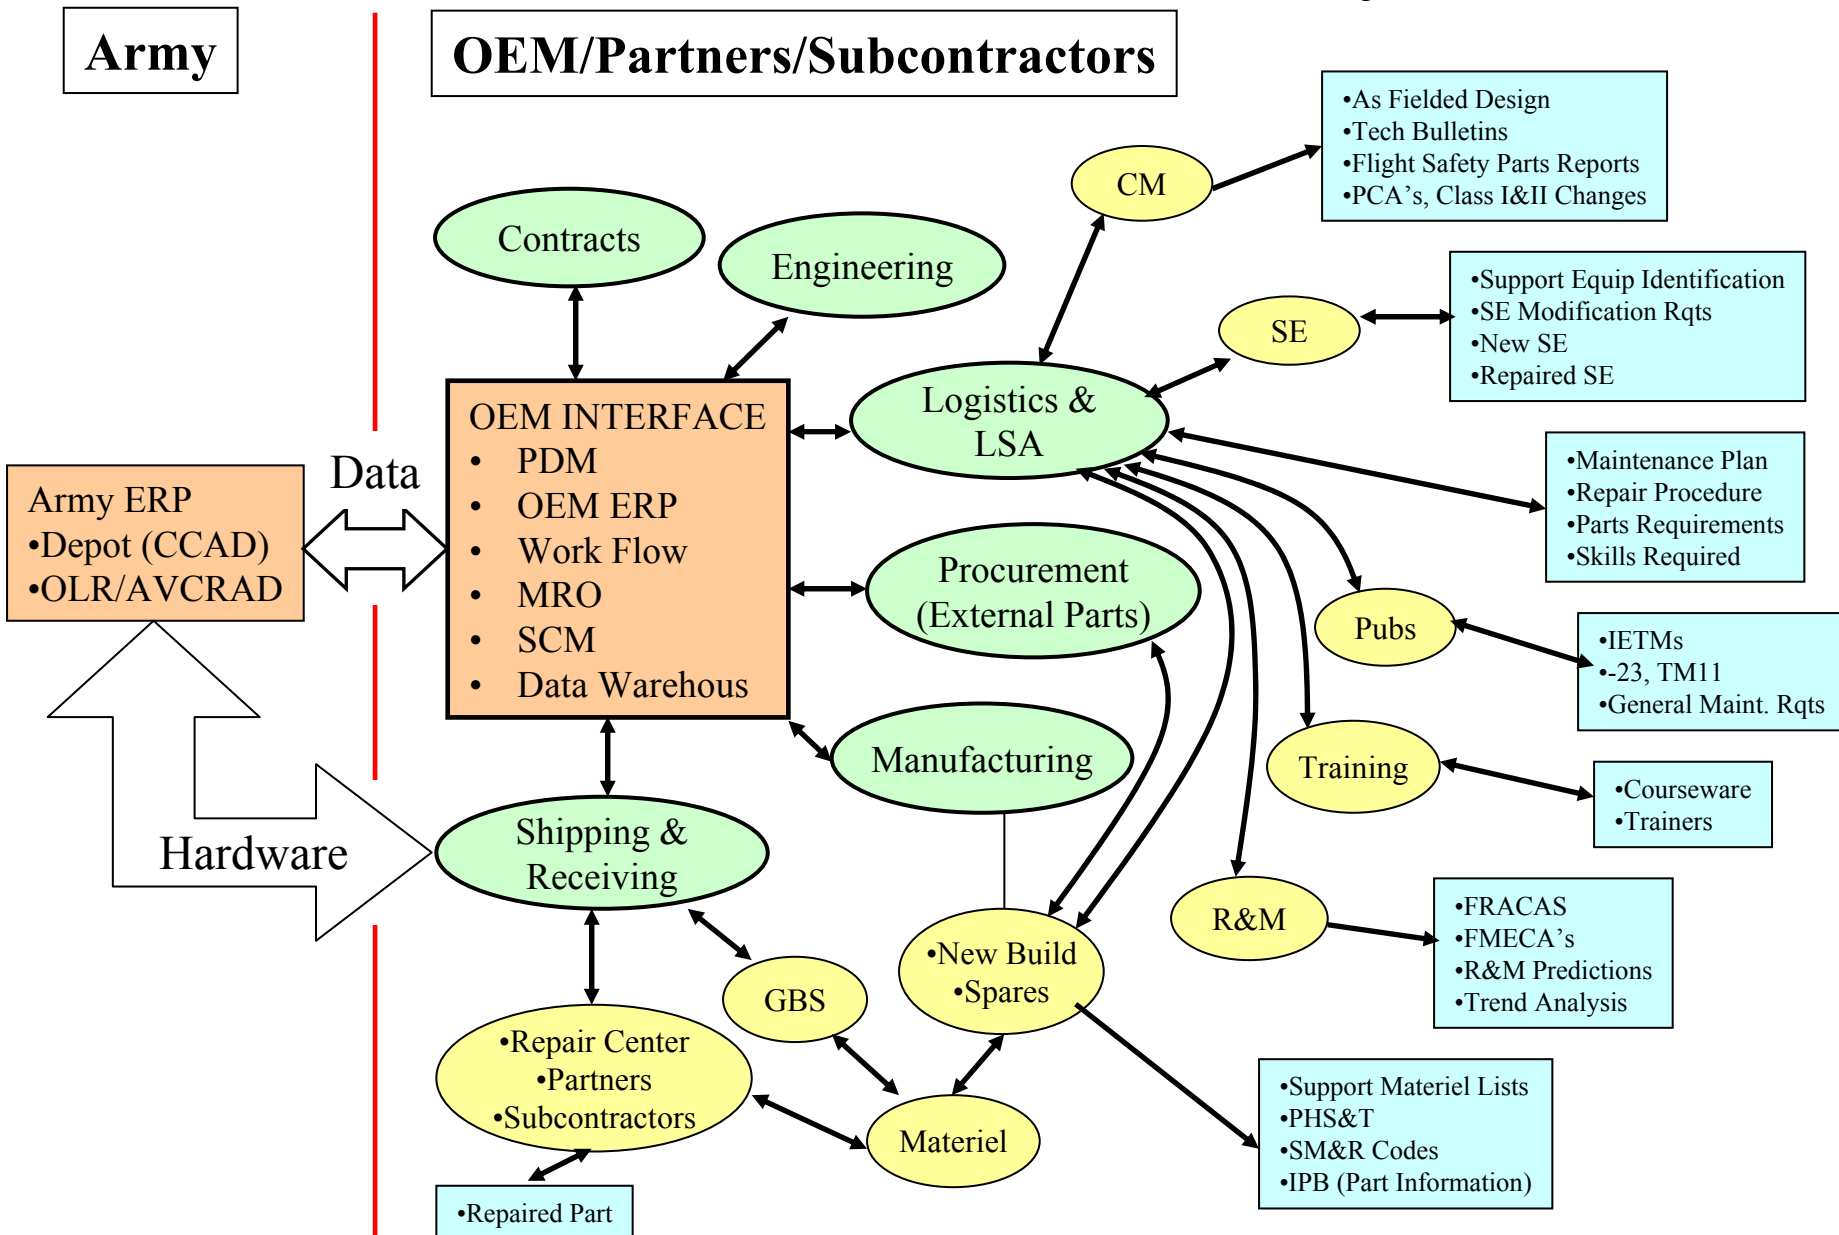 Army
OEM/Partners/Subcontractors
•As Fielded Design
•Tech Bulletins
•Flight Safety Parts Reports
•PCA’s, Class I&II Changes
CM
Contracts
Engineering
•Support Equip Identification
•SE Modification Rqts
•New SE
•Repaired SE
SE
Logistics &
LSA
OEM INTERFACE
• PDM
• OEM ERP
• Work Flow
• MRO
• SCM
• Data Warehous
Data
Army ERP
•Depot (CCAD)
•OLR/AVCRAD
•Maintenance Plan
•Repair Procedure
•Parts Requirements
•Skills Required
Procurement
(External Parts)
Pubs
•IETMs
•-23, TM11
•General Maint. Rqts
Manufacturing
Training
•Courseware
•Trainers
Hardware
Shipping &
Receiving
R&M
•FRACAS
•FMECA’s
•R&M Predictions
•Trend Analysis
•New Build
•Spares
GBS
•Repair Center
•Partners
•Subcontractors
Materiel
•Support Materiel Lists
•PHS&T
•SM&R Codes
•IPB (Part Information)
•Repaired Part